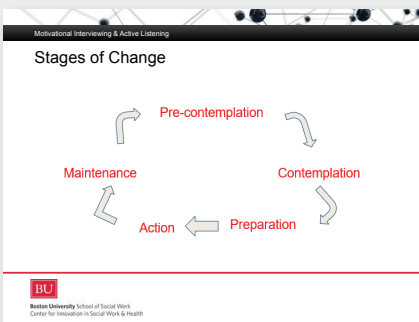 Motivational Interviewing & Active Listening
Stages of Change
Pre-contemplation
Maintenance
Contemplation
Action
Preparation
BU
Boston University School of Social Work
Center for Innovation in Social Work & Health